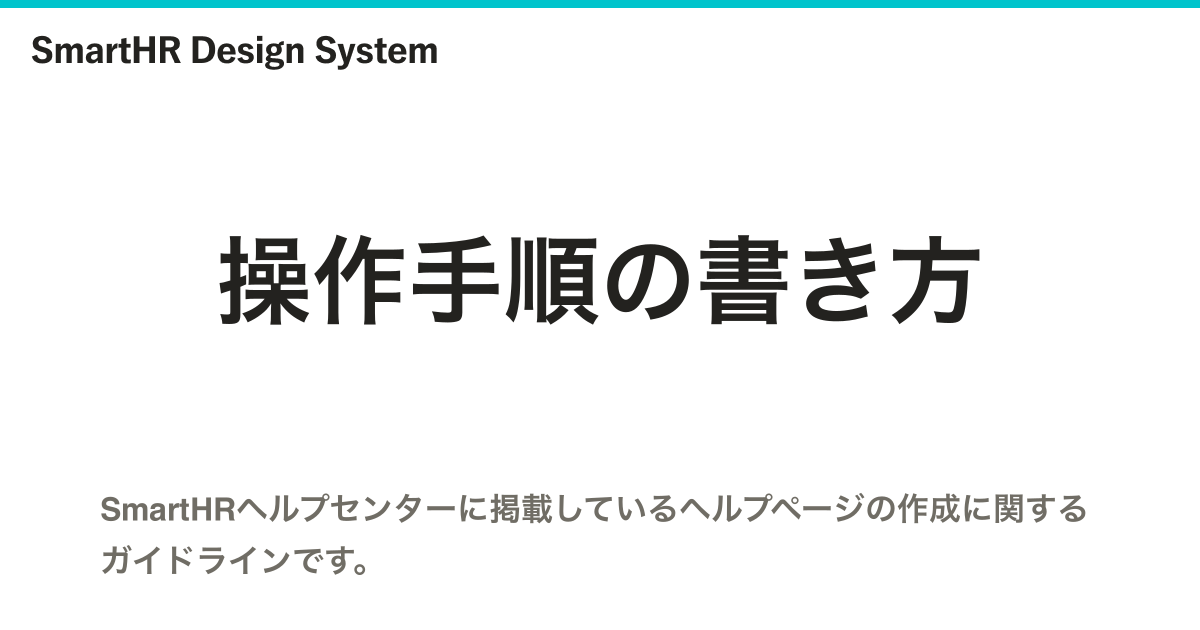 SmartHR Design System
操作手順の書き方
SmartHRヘルプセンターに掲載しているヘルプページの作成に関する
ガイドラインです。